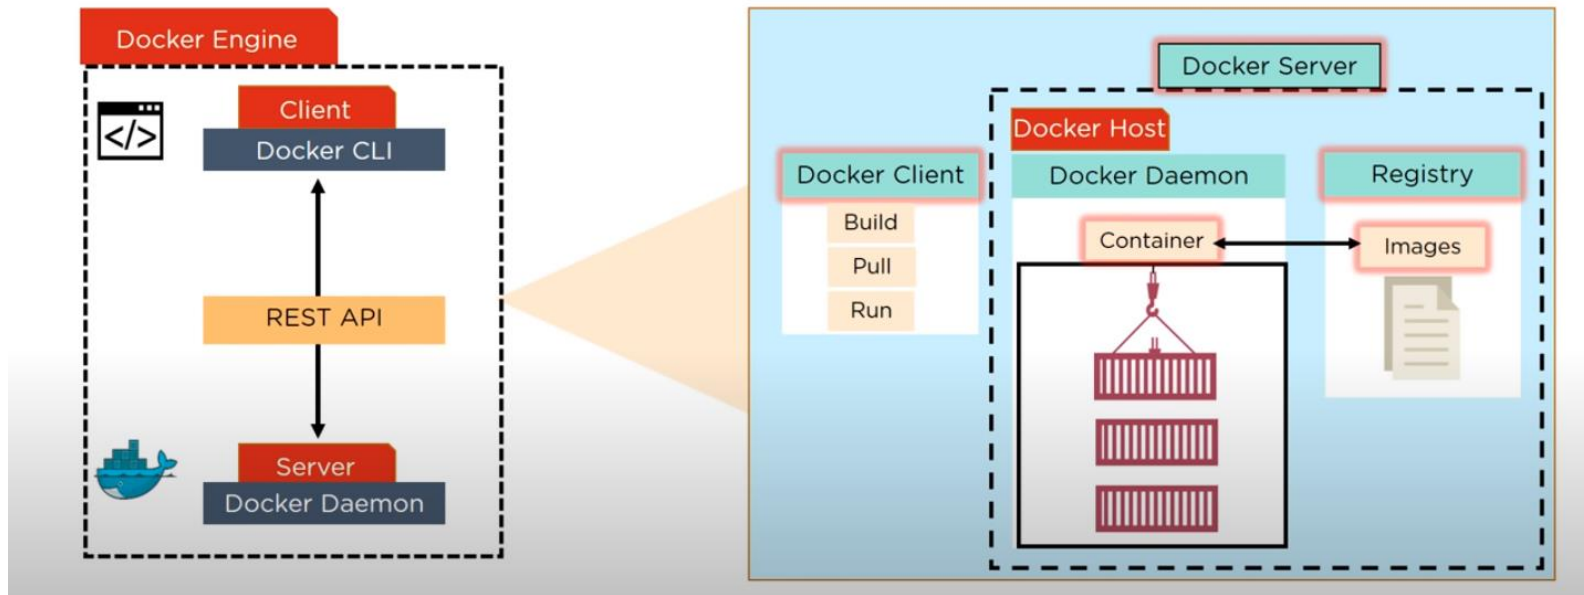 Docker Engine
Client
Docker CLI
REST API
Server
Docker Daemon
Docker Server
Docker Client
Build
Pull
Run
Docker Host
Docker Daemon
Container
Registry
Images